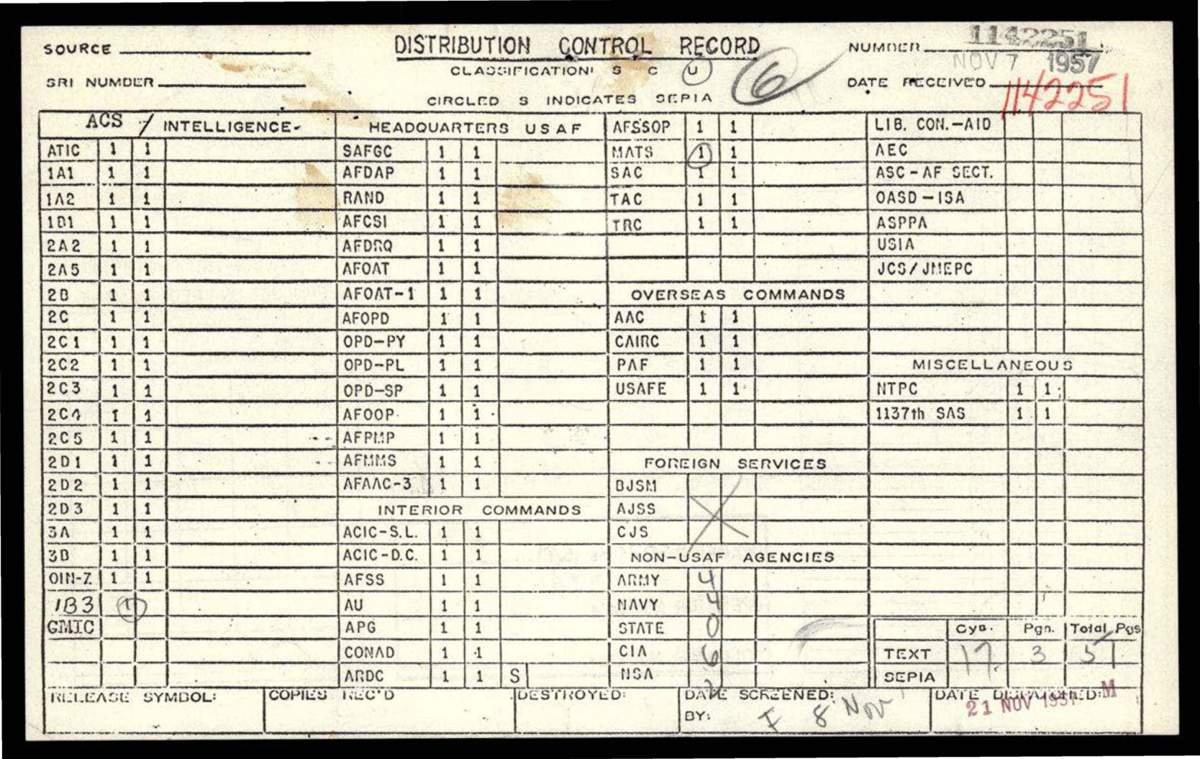 SOURCE
DISTRIBUTION CONTROL RECORD
NUMBER 1142251
NOV 7 1957
SRI NUMBER
CLASSIFICATION: S C U
6
DATE RECEIVED
1142251
CIRCLED S INDICATES SEPIA
ACS / INTELLIGENCE
ATIC 1 1
1A1 1 1
1A2 1 1
1B1 1 1
2A2 1 1
2A5 1 1
2B 1 1
2C 1 1
2C1 1 1
2C2 1 1
2C3 1 1
2C4 1 1
2C5 1 1
2D1 1 1
2D2 1 1
2D3 1 1
3A 1 1
3B 1 1
OIN-Z 1 1
1B3 1
GMIC
HEADQUARTERS USAF
SAFGC 1 1
AFDAP 1 1
RAND 1 1
AFCSI 1 1
AFDRQ 1 1
AFOAT 1 1
AFOAT-1 1 1
AFOPD 1 1
OPD-PY 1 1
OPD-PL 1 1
OPD-SP 1 1
AFOOP 1 1
AFPMP 1 1
AFMMS 1 1
AFAAC-3 1 1
INTERIOR COMMANDS
ACIC-S.L. 1 1
ACIC-D.C. 1 1
AFSS 1 1
AU 1 1
APG 1 1
CONAD 1 1
ARDC 1 1 S
AFSSOP 1 1
MATS 1 1
SAC 1 1
TAC 1 1
TRC 1 1
OVERSEAS COMMANDS
AAC 1 1
CAIRC 1 1
PAF 1 1
USAFE 1 1
FOREIGN SERVICES
BJSM
AJSS
CJS
NON-USAF AGENCIES
ARMY 4
NAVY 4
STATE 0
CIA 6
NSA
LIB. CON.-AID
AEC
ASC-AF SECT.
OASD-ISA
ASPPA
USIA
JCS/JMEPC
MISCELLANEOUS
NTPC 1 1
1137th SAS 1 1
Cys. Pgn. Total Pgs
TEXT 17 3 51
SEPIA
RELEASE SYMBOL:
COPIES REC'D
DESTROYED:
DATE SCREENED:
BY: 8 Nov
DATE
21 NOV 1957 M